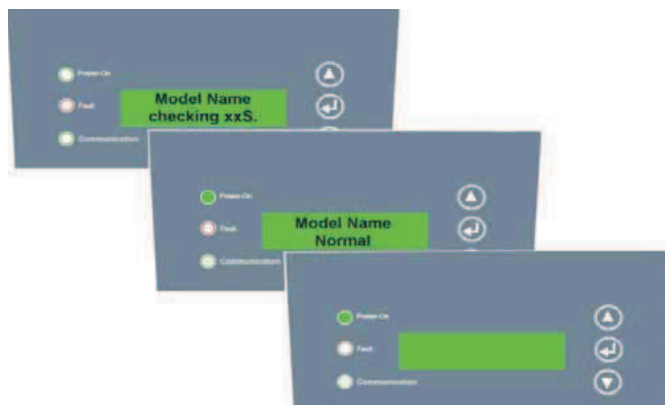 Power-On
Fault
Model Name
checking xxS.
Communication
Power-On
Fault
Model Name
Normal
Communication
Power-On
Fault
Communication